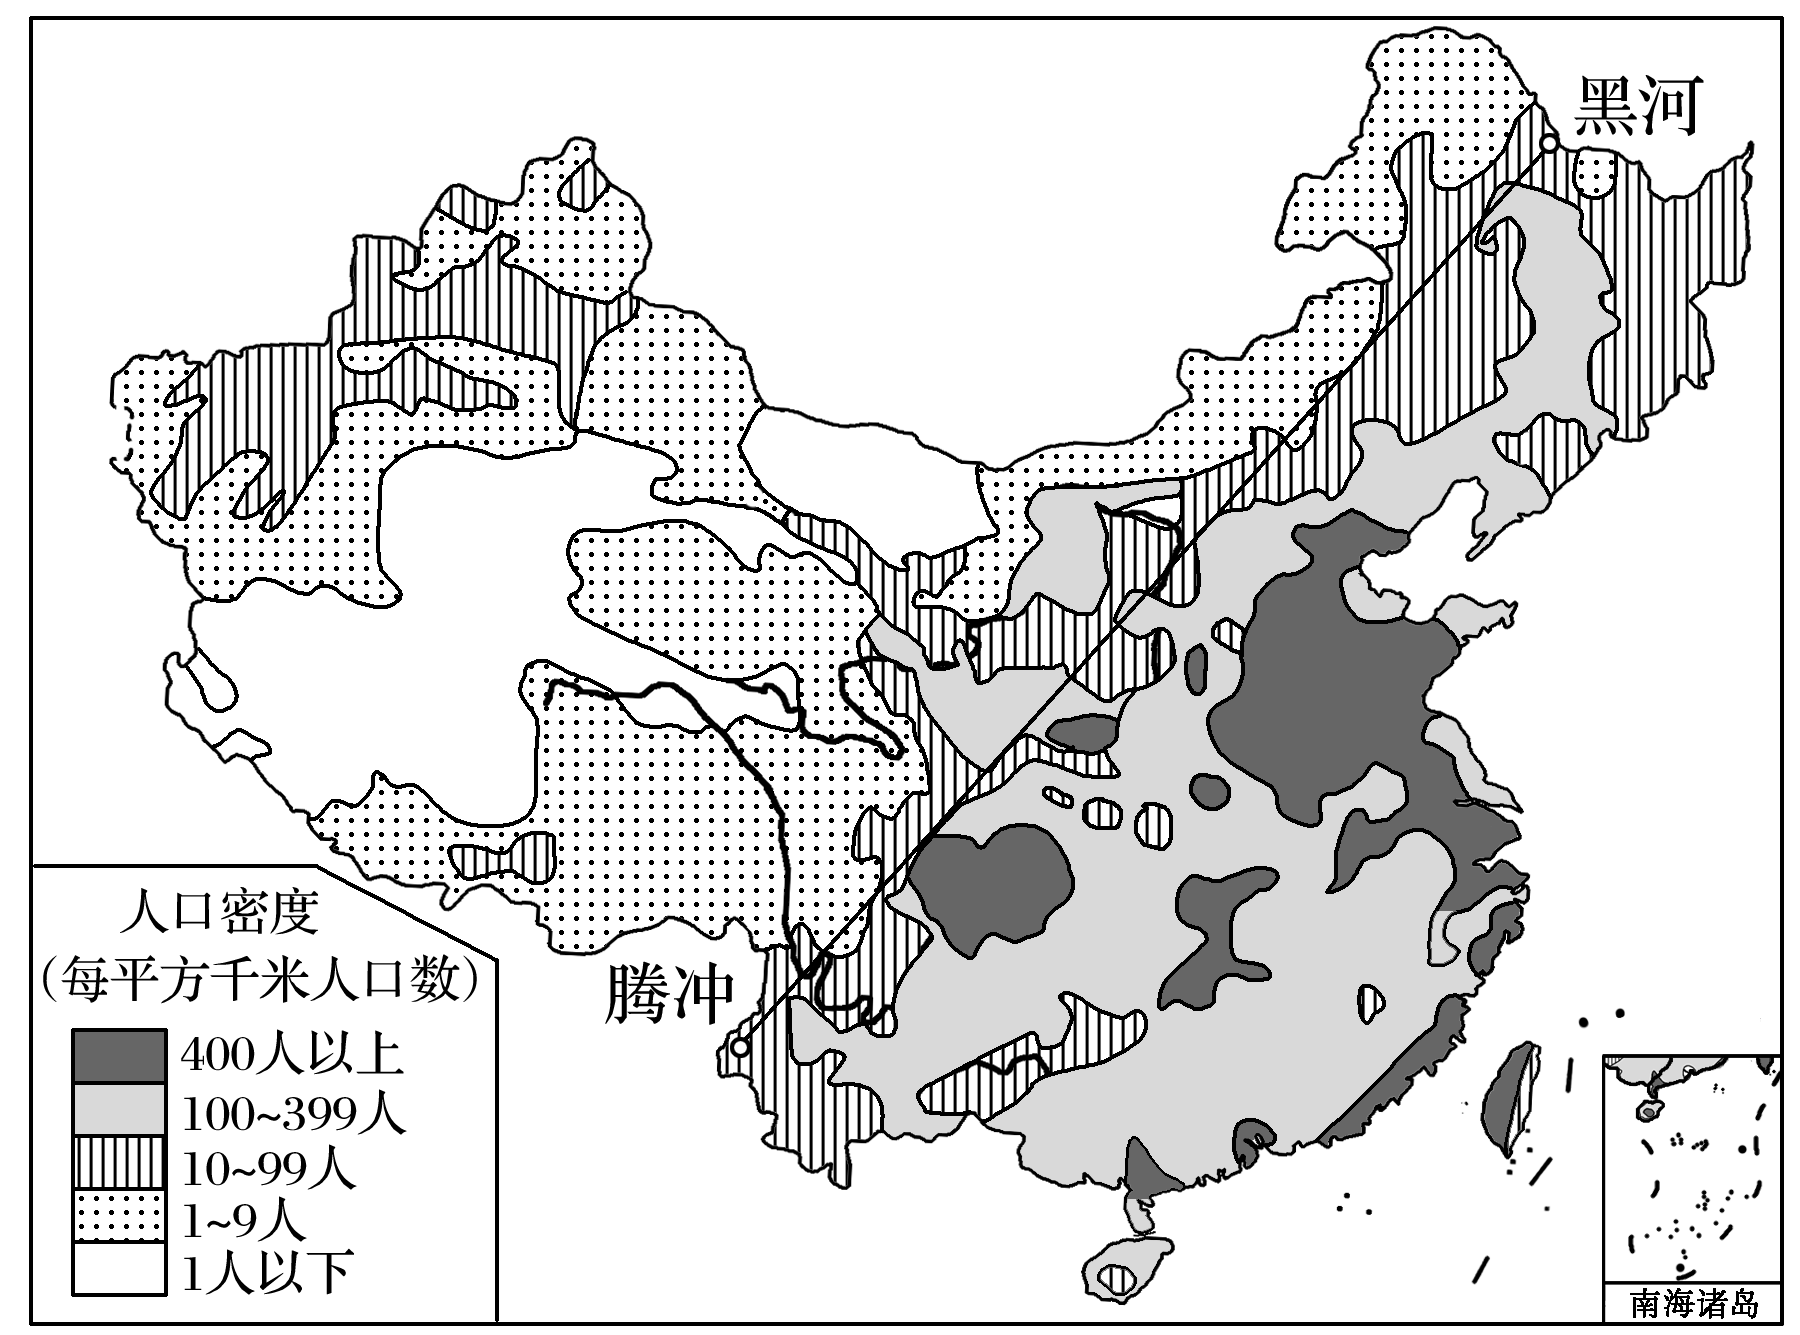 黑河
腾冲
人口密度
(每平方千米人口数)
400人以上
100~399人
10~99人
1~9人
1人以下
南海诸岛